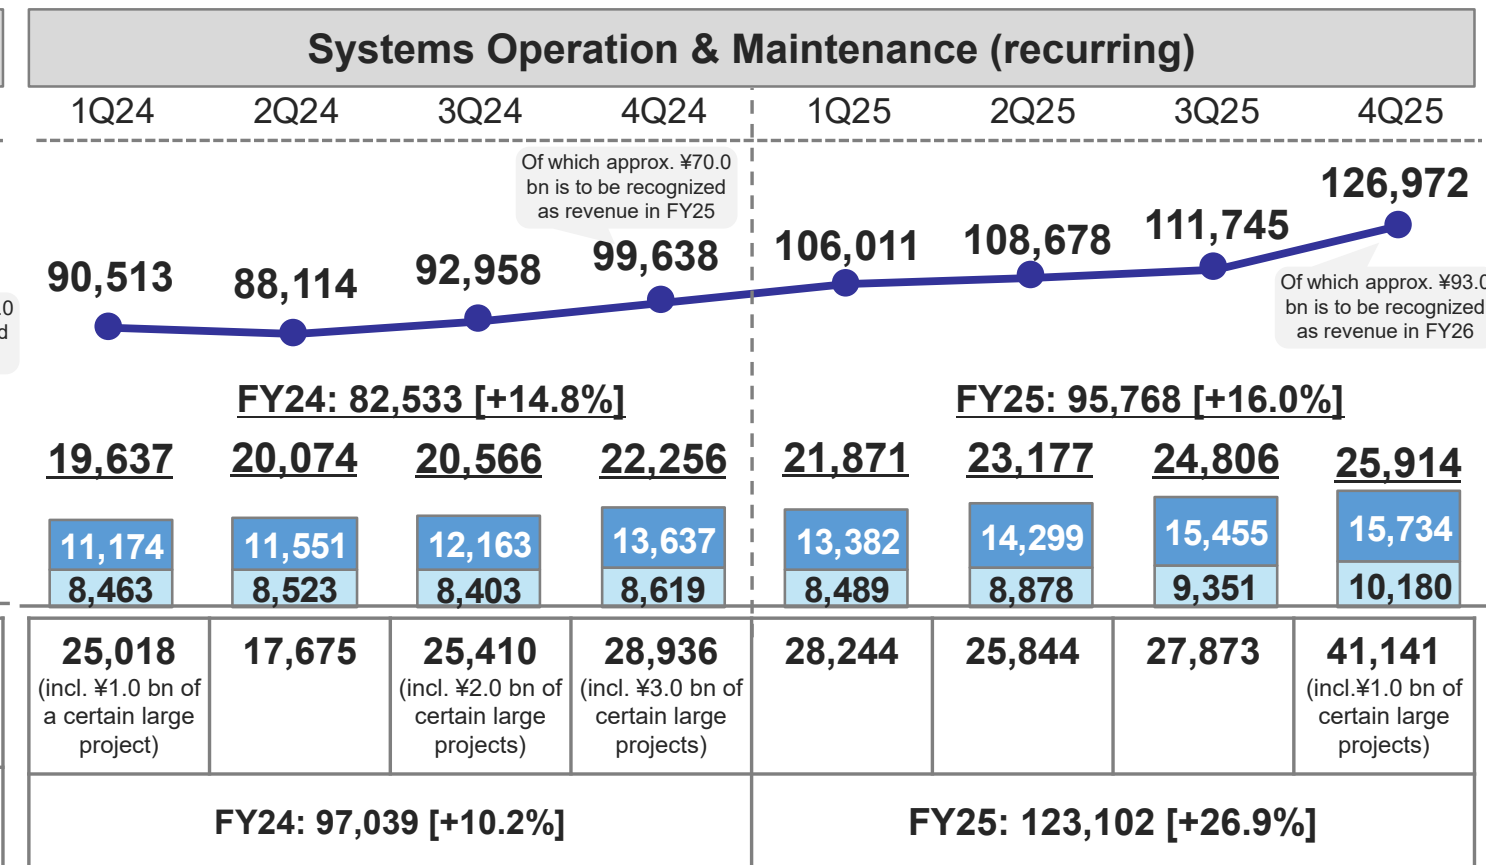 Systems Operation & Maintenance (recurring)
1Q24 2Q24 3Q24 4Q24 1Q25 2Q25 3Q25 4Q25
Of which approx. ¥70.0
bn is to be recognized
as revenue in FY25
90,513 88,114 92,958 99,638 106,011 108,678 111,745 126,972
Of which approx. ¥93.0
bn is to be recognized
as revenue in FY26
FY24: 82,533 [+14.8%] FY25: 95,768 [+16.0%]
19,637 20,074 20,566 22,256 21,871 23,177 24,806 25,914
11,174 11,551 12,163 13,637 13,382 14,299 15,455 15,734
8,463 8,523 8,403 8,619 8,489 8,878 9,351 10,180
25,018 17,675 25,410 28,936 28,244 25,844 27,873 41,141
(incl. ¥1.0 bn of
a certain large
project)
(incl. ¥2.0 bn of
certain large
projects)
(incl. ¥3.0 bn of
certain large
projects)
(incl.¥1.0 bn of
certain large
projects)
FY24: 97,039 [+10.2%] FY25: 123,102 [+26.9%]